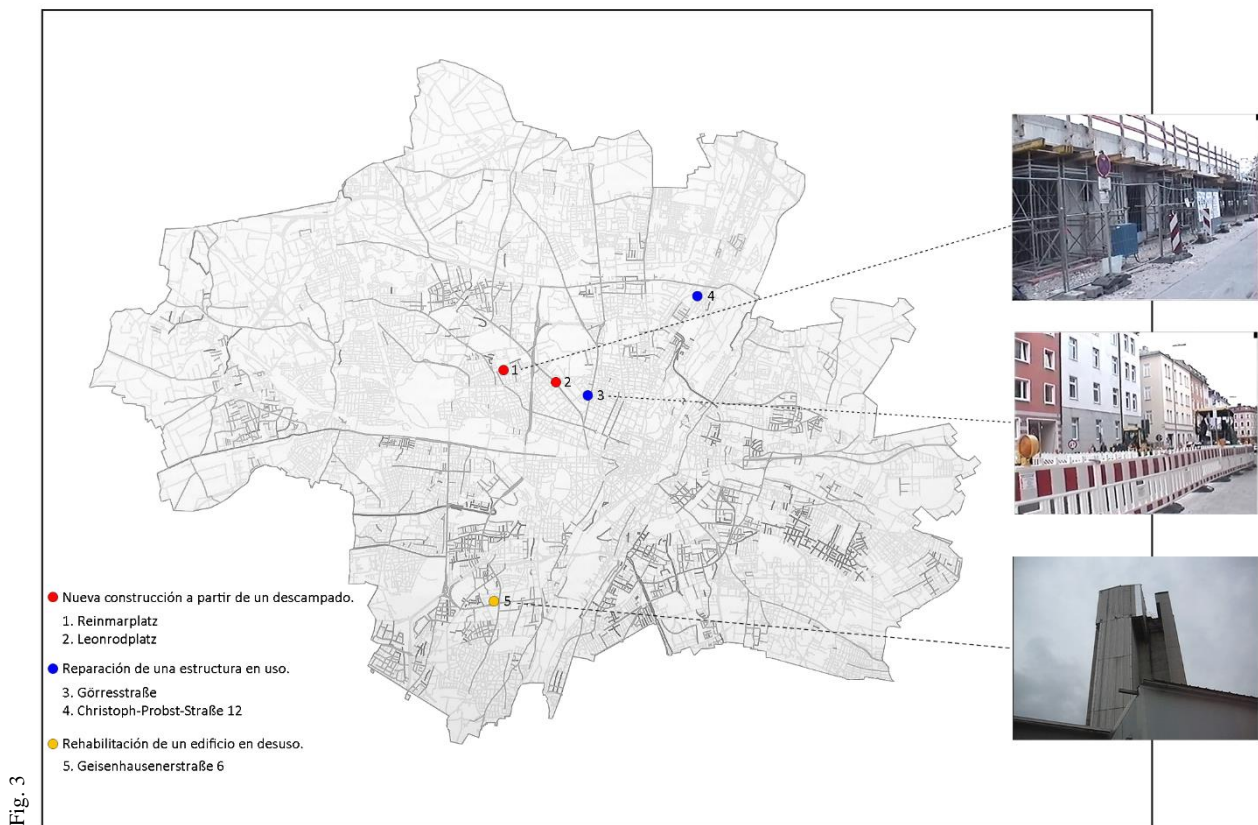 1
2
3
4
5
Nueva construcción a partir de un descampado.
1. Reinmarplatz
2. Leonrodplatz
Reparación de una estructura en uso.
3. Görresstraße
4. Christoph-Probst-Straße 12
Rehabilitación de un edificio en desuso.
5. Geisenhausenerstraße 6
Fig. 3